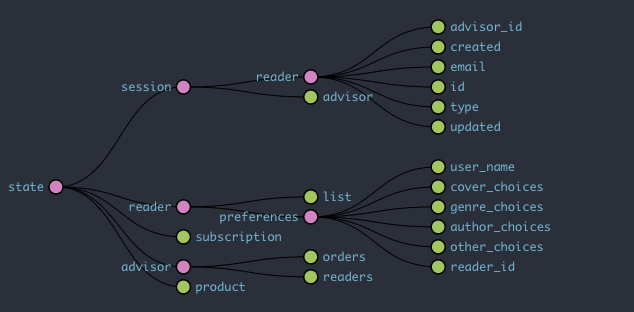 advisor_id
created
email
session reader id
advisor
type
updated
user_name
state cover_choices
list
reader genre_choices
preferences
author_choices
subscription
other_choices
orders
advisor reader_id
readers
product